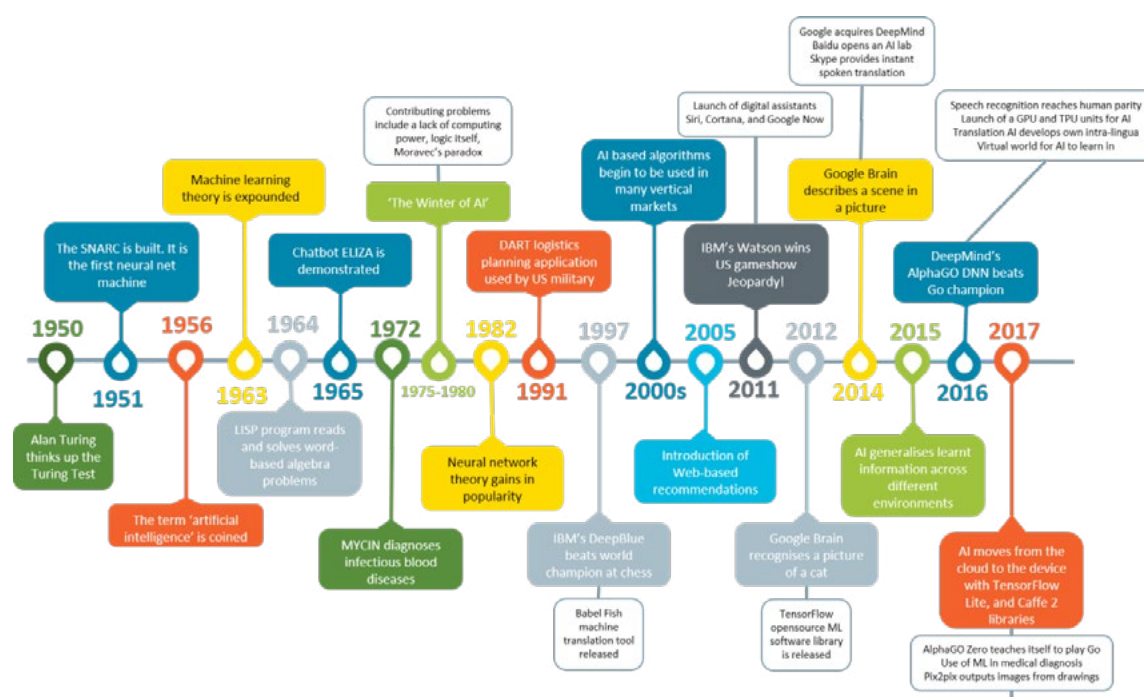 Google acquires DeepMind
Baidu opens an AI lab
Skype provides instant
spoken translation
Contributing problems
include a lack of computing
power, logic itself,
Moravec's paradox
Launch of digital assistants
Siri, Cortana, and Google Now
Speech recognition reaches human parity
Launch of a GPU and TPU units for AI
Translation AI develops own intra-lingua
Virtual world for AI to learn in
Machine learning
theory is expounded
'The Winter of AI'
AI based algorithms
begin to be used in
many vertical
markets
Google Brain
describes a scene in
a picture
The SNARC is built. It is
the first neural net
machine
Chatbot ELIZA is
demonstrated
DART logistics
planning application
used by US military
IBM's Watson wins
US gameshow
Jeopardy!
DeepMind's
AlphaGO DNN beats
Go champion
1950
1951
1956
1963
1964
1965
1972
1975-1980
1982
1991
1997
2000s
2005
2011
2012
2014
2015
2016
2017
Alan Turing
thinks up the
Turing Test
The term 'artificial
intelligence' is coined
LISP program reads
and solves word-
based algebra
problems
MYCIN diagnoses
infectious blood
diseases
Neural network
theory gains in
popularity
IBM's DeepBlue
beats world
champion at chess
Babel Fish
machine
translation tool
released
Introduction of
Web-based
recommendations
Google Brain
recognises a picture
of a cat
TensorFlow
opensource ML
software library
is released
AI generalises learnt
information across
different
environments
AI moves from the
cloud to the device
with TensorFlow
Lite, and Caffe 2
libraries
AlphaGO Zero teaches itself to play Go
Use of ML in medical diagnosis
Pix2pix outputs images from drawings